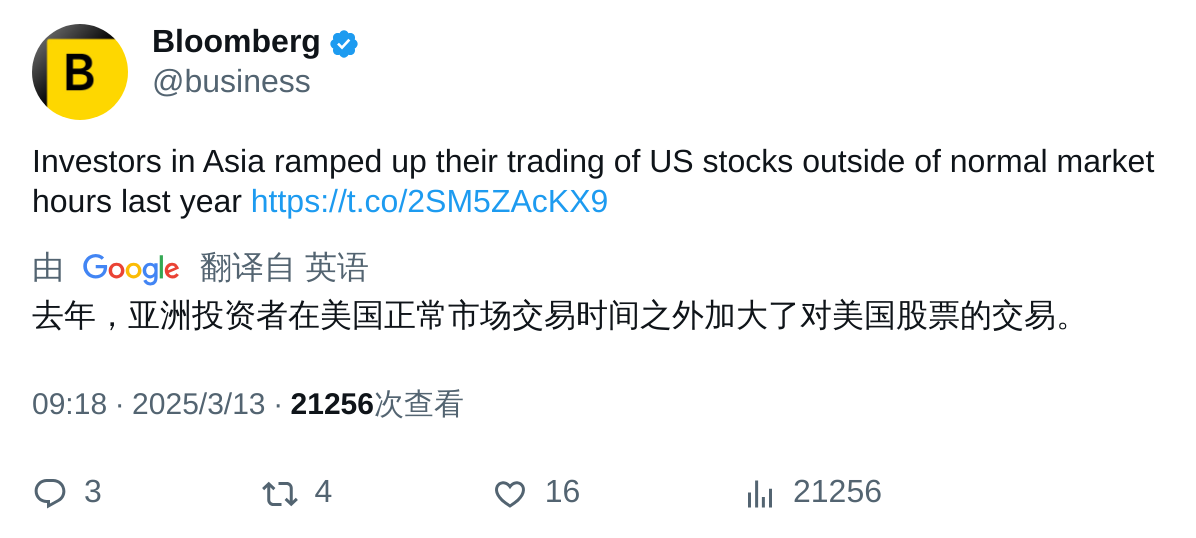 B
Bloomberg
@business
Investors in Asia ramped up their trading of US stocks outside of normal market
hours last year https://t.co/2SM5ZAcKX9
由 Google 翻译自 英语
去年，亚洲投资者在美国正常市场交易时间之外加大了对美国股票的交易。
09:18 · 2025/3/13 · 21256次查看
3 4 16 21256